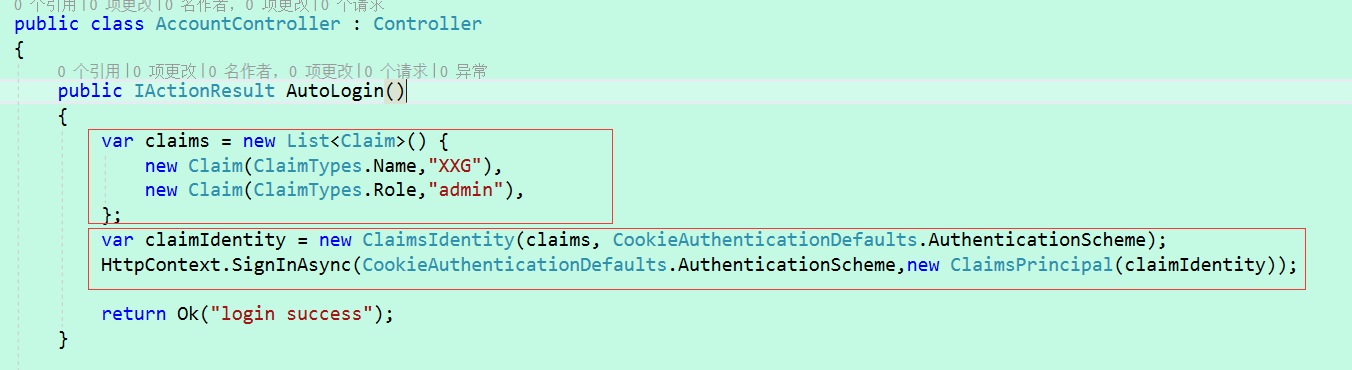 0 个引用|0 项更改|0 名作者，0 项更改|0 个请求
public class AccountController : Controller
{
0 个引用|0 项更改|0 名作者，0 项更改|0 个请求|0 异常
public IActionResult AutoLogin()
{
var claims = new List<Claim>() {
new Claim(ClaimTypes.Name,"XXG"),
new Claim(ClaimTypes.Role,"admin"),
};
var claimIdentity = new ClaimsIdentity(claims, CookieAuthenticationDefaults.AuthenticationScheme);
HttpContext.SignInAsync(CookieAuthenticationDefaults.AuthenticationScheme,new ClaimsPrincipal(claimIdentity));
return Ok("login success");
}